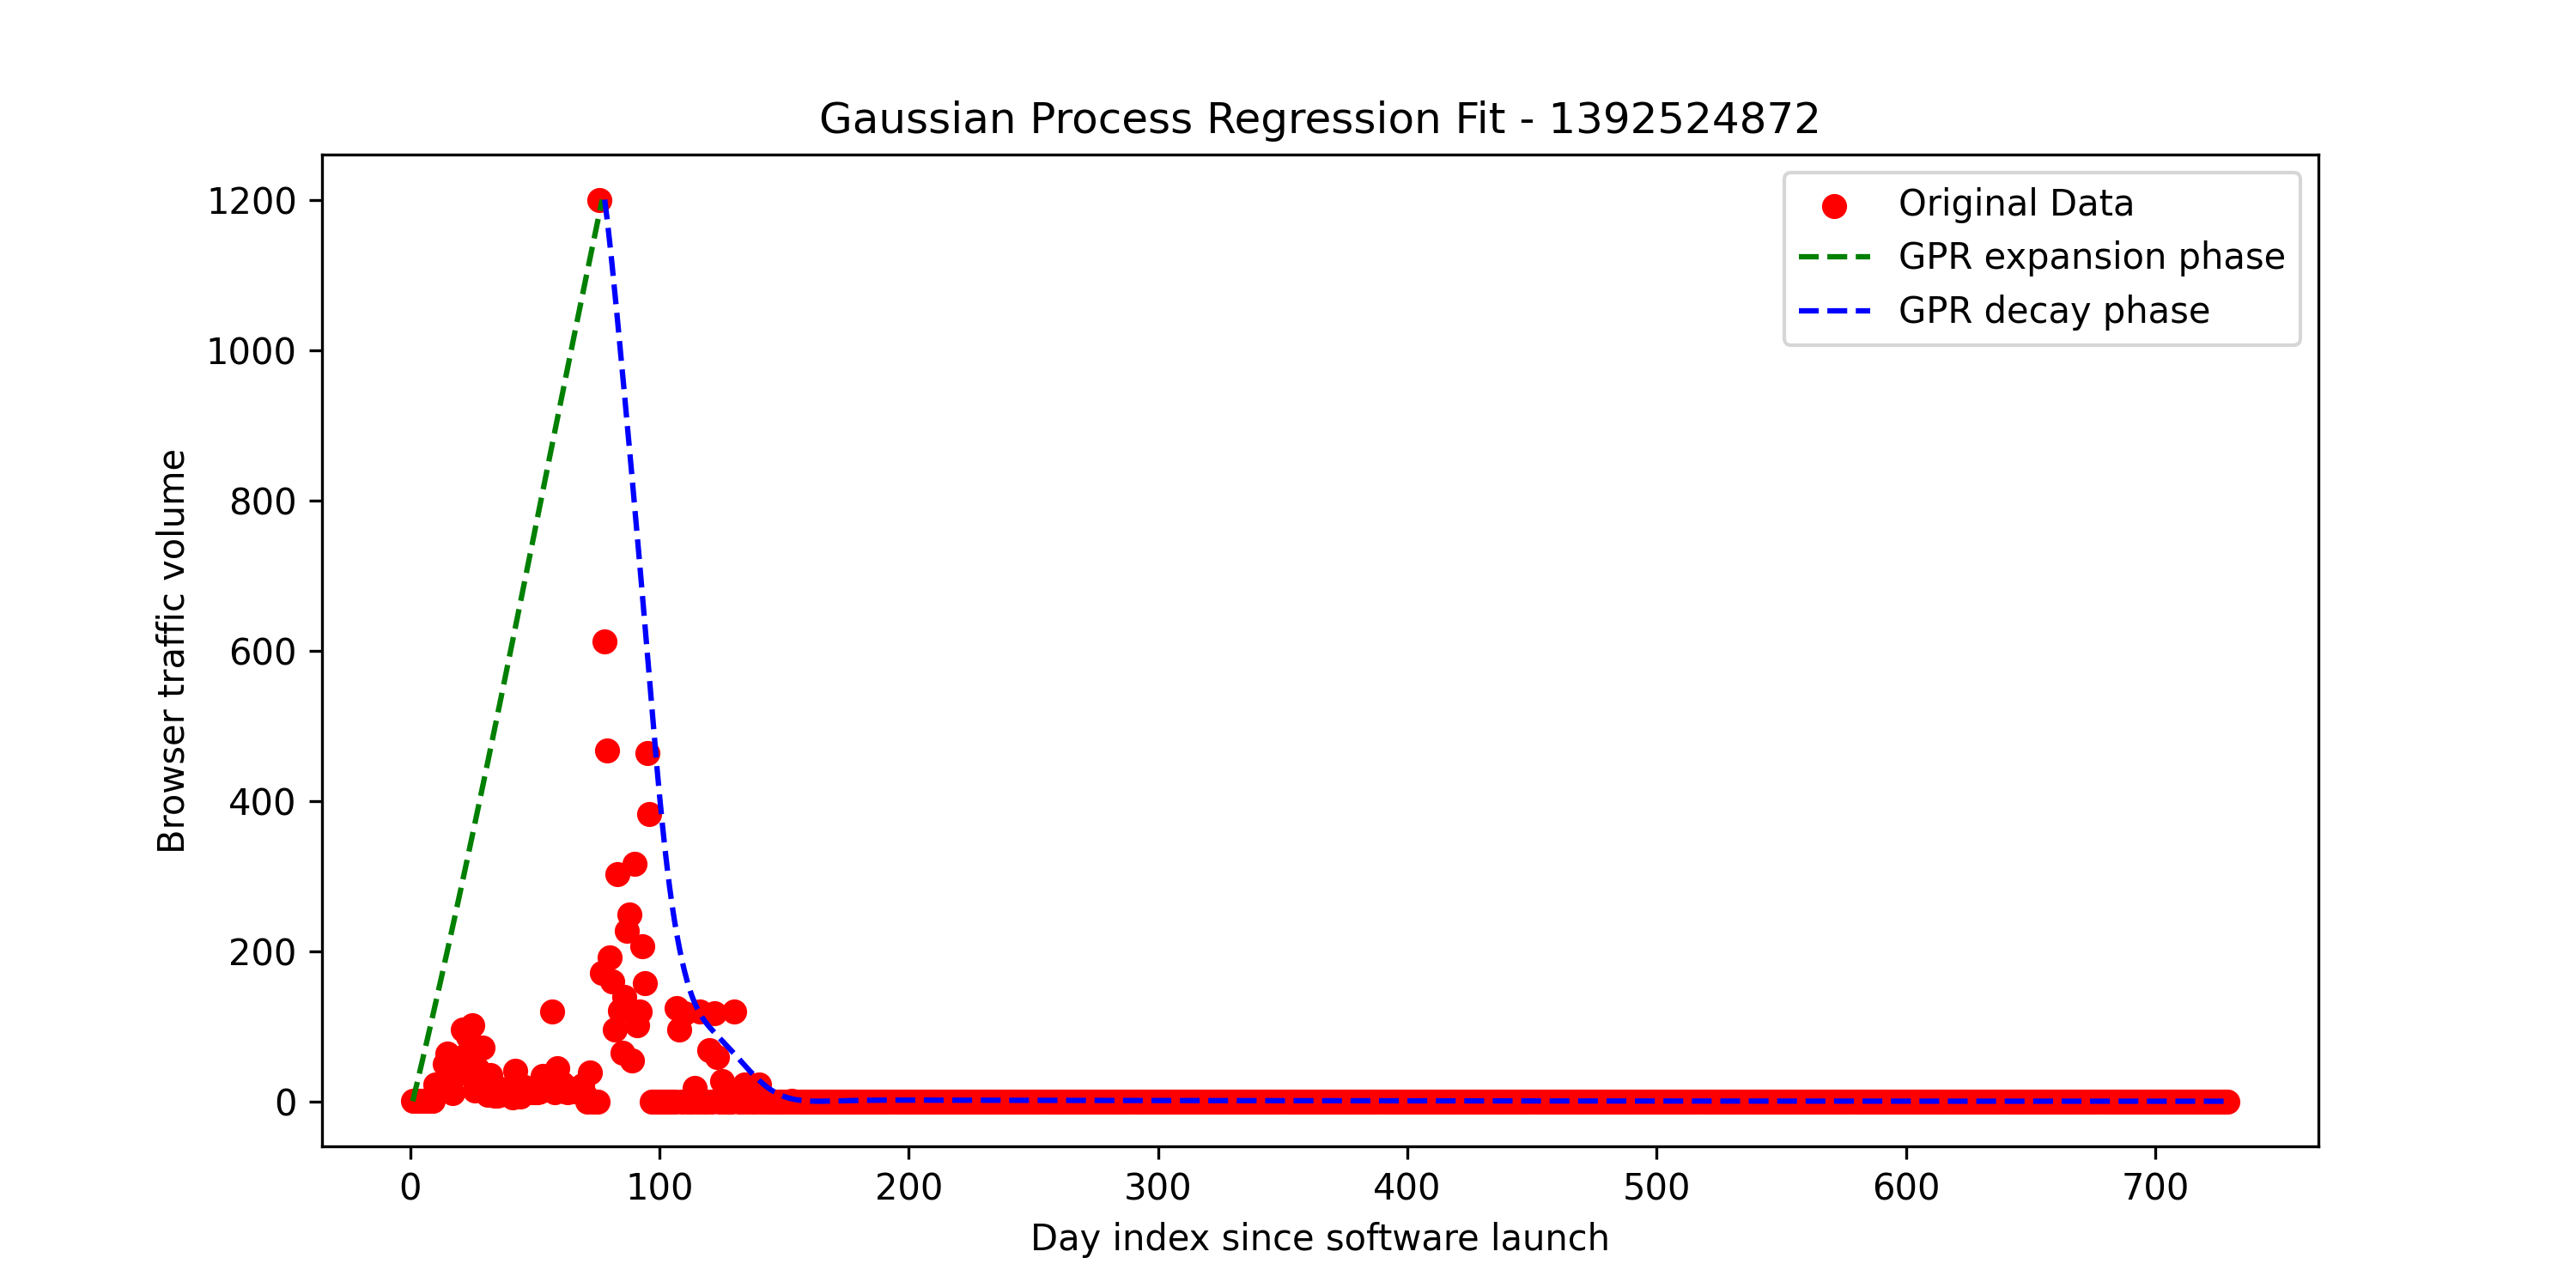 Gaussian Process Regression Fit - 1392524872
Original Data
GPR expansion phase
GPR decay phase
Browser traffic volume
1200
1000
800
600
400
200
0
0 100 200 300 400 500 600 700
Day index since software launch